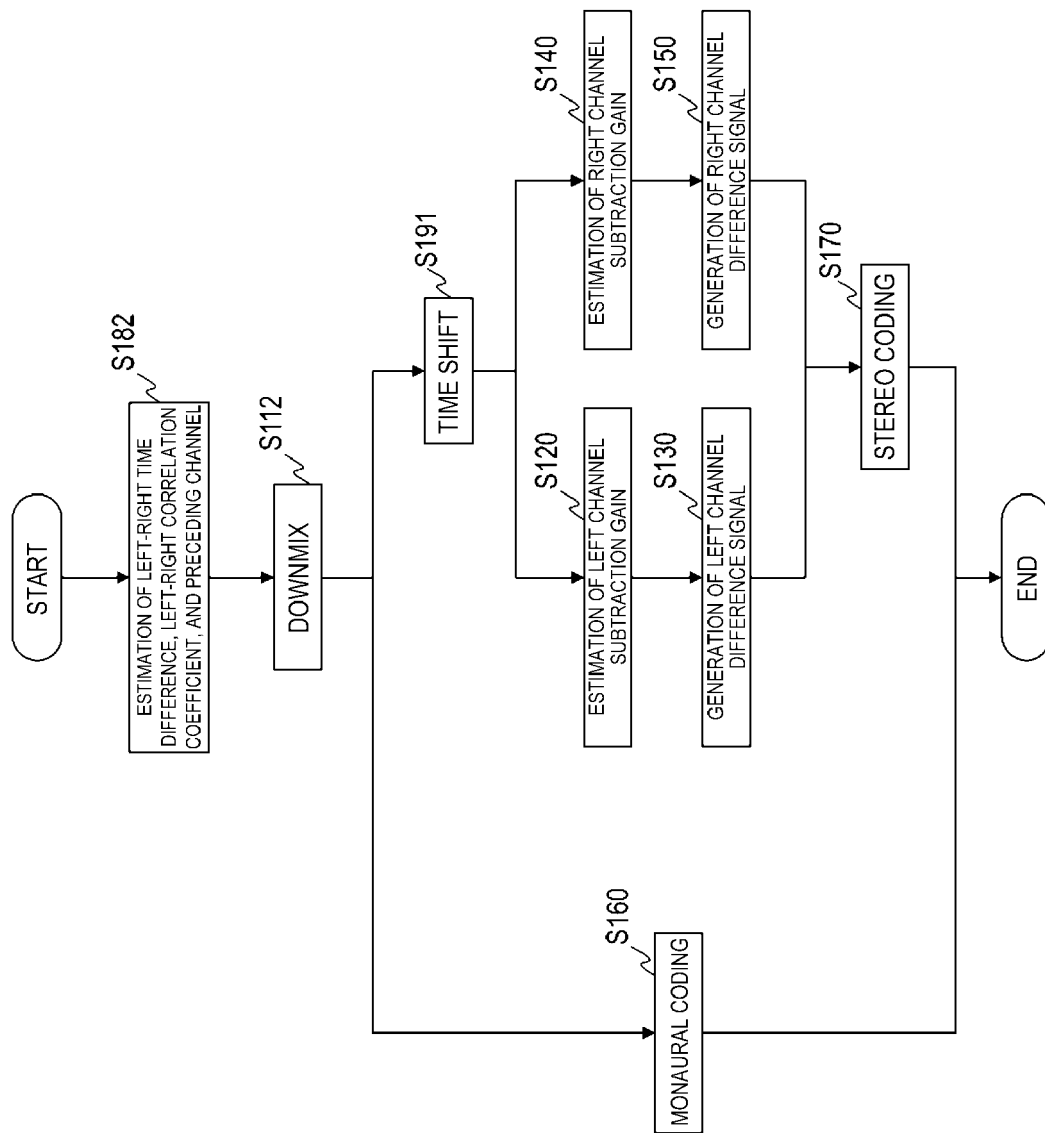 START
S182
ESTIMATION OF LEFT-RIGHT TIME
DIFFERENCE, LEFT-RIGHT CORRELATION
COEFFICIENT, AND PRECEDING CHANNEL
S112
DOWNMIX
S191
TIME SHIFT
S120
ESTIMATION OF LEFT CHANNEL
SUBTRACTION GAIN
S140
ESTIMATION OF RIGHT CHANNEL
SUBTRACTION GAIN
S160
MONAURAL CODING
S130
GENERATION OF LEFT CHANNEL
DIFFERENCE SIGNAL
S150
GENERATION OF RIGHT CHANNEL
DIFFERENCE SIGNAL
S170
STEREO CODING
END